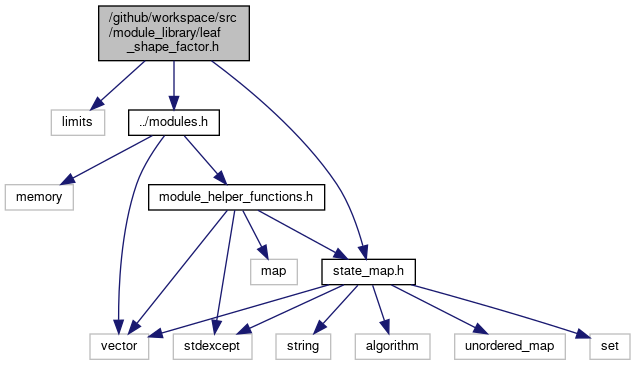 /github/workspace/src
/module_library/leaf
_shape_factor.h
limits
../modules.h
memory
module_helper_functions.h
map
state_map.h
vector
stdexcept
string
algorithm
unordered_map
set